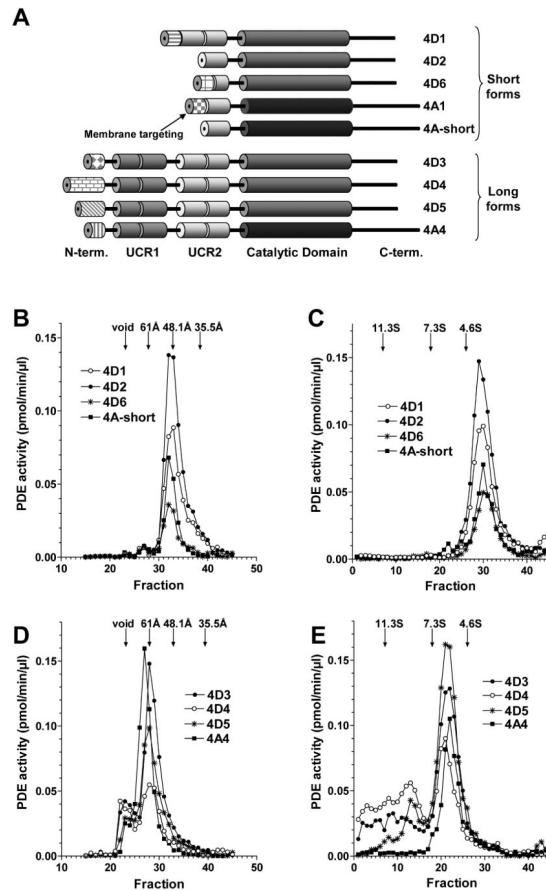 A
4D1
4D2
4D6
4A1
4A-short
Short
forms
Membrane targeting
4D3
4D4
4D5
4A4
Long
forms
N-term. UCR1 UCR2 Catalytic Domain C-term.
B
void 61Å 48.1Å 35.5Å
4D1
4D2
4D6
4A-short
PDE activity (pmol/min/µl)
0.15
0.10
0.05
0.00
10 20 30 40 50
Fraction
C
11.3S 7.3S 4.6S
4D1
4D2
4D6
4A-short
PDE activity (pmol/min/µl)
0.15
0.10
0.05
0.00
0 10 20 30 40
Fraction
D
void 61Å 48.1Å 35.5Å
4D3
4D4
4D5
4A4
PDE activity (pmol/min/µl)
0.15
0.10
0.05
0.00
10 20 30 40 50
Fraction
E
11.3S 7.3S 4.6S
4D3
4D4
4D5
4A4
PDE activity (pmol/min/µl)
0.15
0.10
0.05
0.00
0 10 20 30 40
Fraction